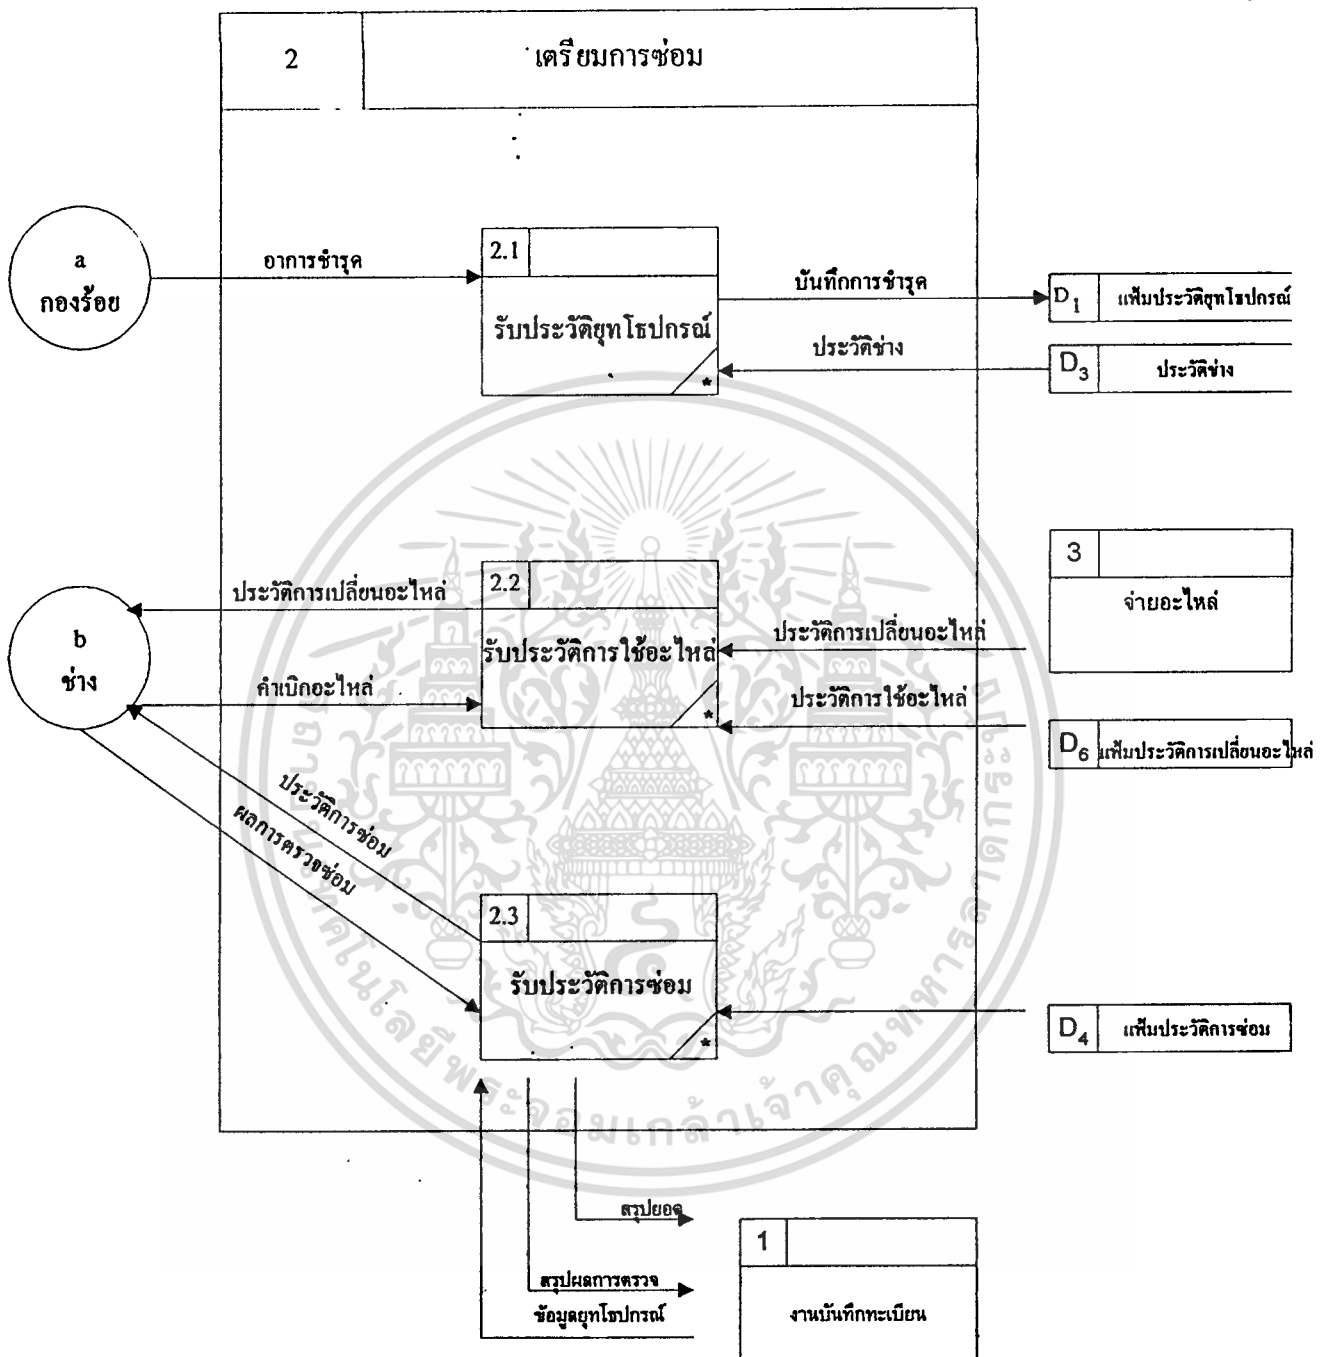 2
เตรียมการซ่อม
a
กองร้อย
อาการชำรุด
2.1
รับประวัติยุทโธปกรณ์
*
บันทึกการชำรุด
D1 แฟ้มประวัติยุทโธปกรณ์
ประวัติช่าง
D3 ประวัติช่าง
b
ช่าง
ประวัติการเปลี่ยนอะไหล่
คำเบิกอะไหล่
2.2
รับประวัติการใช้อะไหล่
*
ประวัติการเปลี่ยนอะไหล่
3
จ่ายอะไหล่
ประวัติการใช้อะไหล่
D6 แฟ้มประวัติการเปลี่ยนอะไหล่
ประวัติการซ่อม
ผลการตรวจซ่อม
2.3
รับประวัติการซ่อม
*
D4 แฟ้มประวัติการซ่อม
สรุปยอด
สรุปผลการตรวจ
ข้อมูลยุทโธปกรณ์
1
งานบันทึกทะเบียน